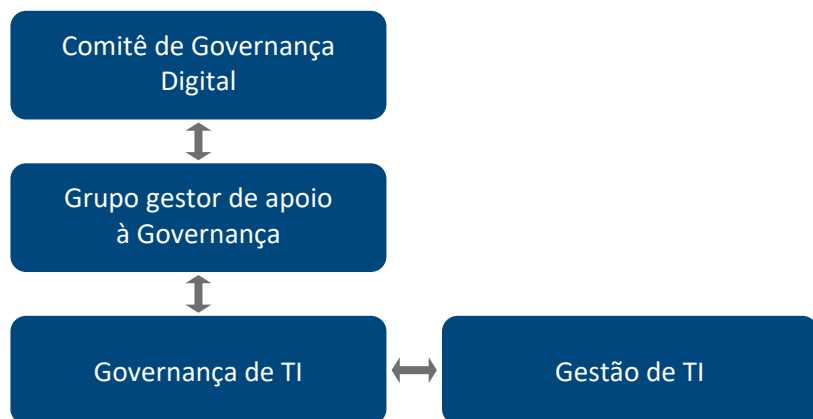 Comitê de Governança
Digital
Grupo gestor de apoio
à Governança
Governança de TI
Gestão de TI